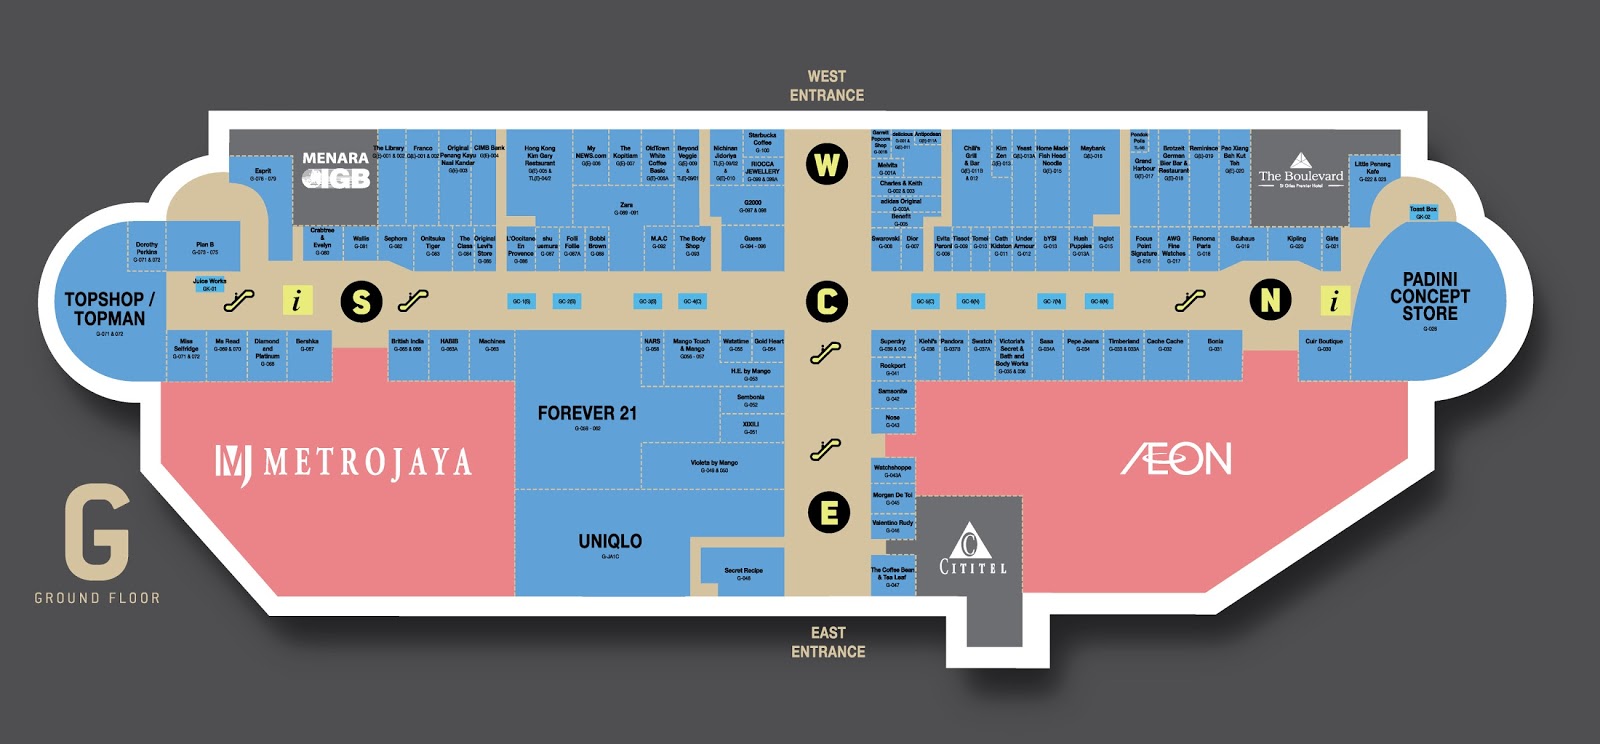 WEST
ENTRANCE
MENARA
IGB
Esprit
G-078 - 079
The Library
G(E)-001 & 002
Franco
G(E)-001 & 002
Original
Penang Kayu
Nasi Kandar
G(E)-003
CIMB Bank
G(E)-004
Hong Kong
Kim Gary
Restaurant
G(E)-005 &
TL(E)-04/2
My
NEWS.com
G(E)-006
The
Kopitiam
G(E)-007
OldTown
White
Coffee
Basic
G(E)-008A
Beyond
Veggie
G(E)-009
&
TL(E)-09/01
Nichinan
Jidoriya
TL(E)-09/02
&
G(E)-010
Starbucks
Coffee
G-100
RIOCCA
JEWELLERY
G-099 & 099A
Zara
G-089 -091
G2000
G-097 & 098
W
Garrett
Popcorn
Shop
G-001B
delicious
Antipodean
G(E)-011A
Melvita
G-001A
Charles & Keith
G-002 & 003
adidas Original
G-003A
Benefit
G-005
Chili's
Grill
& Bar
G(E)-011B
& 012
Kim
Zen
G(E)-013
Yeast
G(E)-013A
Home Made
Fish Head
Noodle
G(E)-015
Maybank
G(E)-016
Grand
Harbour
G(E)-017
Brotzeit
German
Bier Bar &
Restaurant
G(E)-018
Reminisce
G(E)-019
Pao Xiang
Bah Kut
Teh
G(E)-020
The Boulevard
St Giles Premier Hotel
Little Penang
Kafe
G-022 & 023
Toast Box
GK-02
Dorothy
Perkins
G-071 & 072
Plan B
G-073 - 075
Crabtree
&
Evelyn
G-080
Wallis
G-081
Sephora
G-082
Onitsuka
Tiger
G-083
The
Class
G-084
Original
Levi's
Store
G-085
L'Occitane
En
Provence
G-086
shu
uemura
G-087
Folli
Follie
G-087A
Bobbi
Brown
G-088
M.A.C
G-092
The Body
Shop
G-093
Guess
G-094 - 096
Swarovski
G-006
Dior
G-007
Evita
Peroni
G-008
Tissot
G-009
Tomei
G-010
Cath
Kidston
G-011
Under
Armour
G-012
bYSI
G-013
Hush
Puppies
G-013A
Inglot
G-015
Focus
Point
Signature
G-016
AWG
Fine
Watches
G-017
Renoma
Paris
G-018
Bauhaus
G-019
Kipling
G-020
Girls
G-021
Juice Works
GK-01
TOPSHOP /
TOPMAN
G-071 & 072
i
S
GC-1(S)
GC-2(S)
GC-3(S)
GC-4(C)
C
GC-5(C)
GC-6(N)
GC-7(N)
GC-8(N)
N
i
PADINI
CONCEPT
STORE
G-026
Miss
Selfridge
G-071 & 072
Ms Read
G-069 & 070
Diamond
and
Platinum
G-068
Bershka
G-067
British India
G-065 & 066
HABIB
G-063A
Machines
G-063
NARS
G-058
Mango Touch
& Mango
G056 - 057
Watatime
G-055
Gold Heart
G-054
H.E. by Mango
G-053
Sembonia
G-052
XIXILI
G-051
Superdry
G-039 & 040
Kiehl's
G-038
Pandora
G-037B
Swatch
G-037A
Victoria's
Secret &
Bath and
Body Works
G-035 & 036
Sasa
G-034A
Pepe Jeans
G-034
Timberland
G-033 & 033A
Cache Cache
G-032
Bonia
G-031
Cuir Boutique
G-030
Rockport
G-041
Samsonite
G-042
Nose
G-043
FOREVER 21
G-059 - 062
METROJAYA
Violeta by Mango
G-049 & 050
Watchshoppe
G-043A
Morgan De Toi
G-045
Valentino Rudy
G-046
AEON
E
UNIQLO
G-JA1C
Secret Recipe
G-048
The Coffee Bean
& Tea Leaf
G-047
C
CITITEL
G
GROUND FLOOR
EAST
ENTRANCE